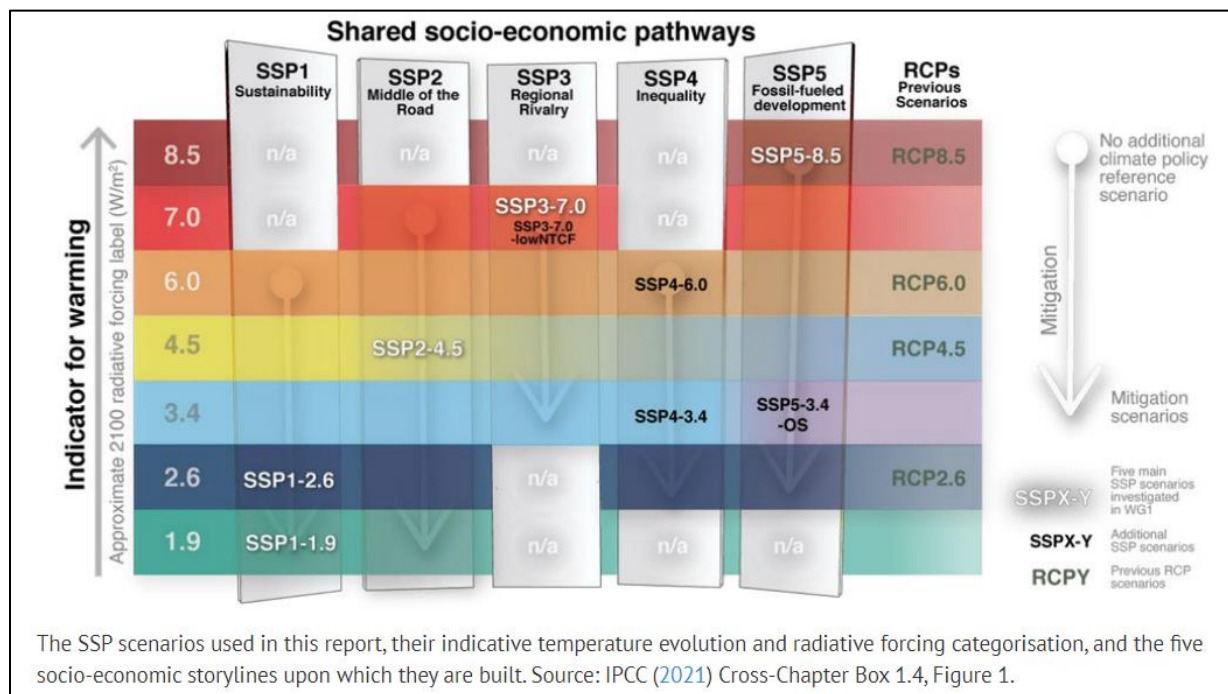 Shared socio-economic pathways
SSP1
Sustainability
SSP2
Middle of the
Road
SSP3
Regional
Rivalry
SSP4
Inequality
SSP5
Fossil-fueled
development
RCPs
Previous
Scenarios
Indicator for warming
Approximate 2100 radiative forcing label (W/m²)
8.5 n/a n/a n/a n/a SSP5-8.5 RCP8.5
7.0 n/a SSP3-7.0 n/a
SSP3-7.0
-lowNTCF
6.0 SSP4-6.0 RCP6.0
4.5 SSP2-4.5 RCP4.5
3.4 SSP4-3.4 SSP5-3.4
-OS
2.6 SSP1-2.6 n/a RCP2.6
1.9 SSP1-1.9 n/a n/a n/a
No additional
climate policy
reference
scenario
Mitigation
Mitigation
scenarios
SSPX-Y
Five main
SSP scenarios
investigated
in WG1
SSPX-Y
Additional
SSP scenarios
RCPY
Previous RCP
scenarios
The SSP scenarios used in this report, their indicative temperature evolution and radiative forcing categorisation, and the five
socio-economic storylines upon which they are built. Source: IPCC (2021) Cross-Chapter Box 1.4, Figure 1.